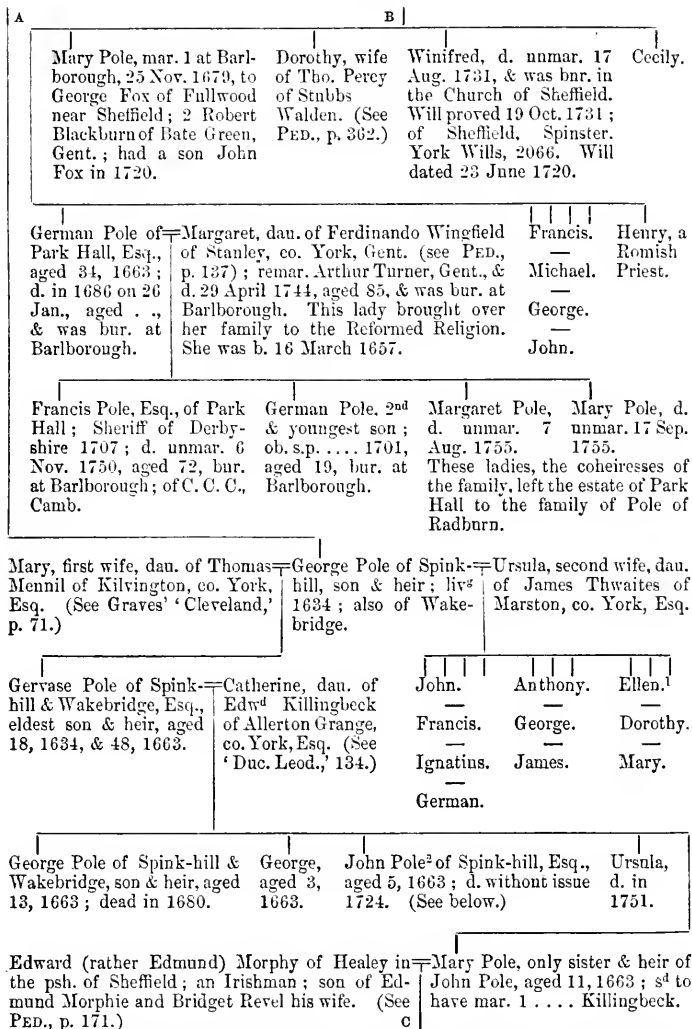 A
B
Mary Pole, mar. 1 at Barl-
borough, 25 Nov. 1679, to
George Fox of Fullwood
near Sheffield; 2 Robert
Blackburn of Bate Green,
Gent.; had a son John
Fox in 1720.
Dorothy, wife
of Tho. Percy
of Stubbs
Walden. (See
PED., p. 362.)
Winifred, d. unmar. 17
Aug. 1731, & was bur. in
the Church of Sheffield.
Will proved 19 Oct. 1731;
of Sheffield, Spinster.
York Wills, 2066. Will
dated 23 June 1720.
Cecily.
German Pole of
Park Hall, Esq.,
aged 34, 1663;
d. in 1686 on 26
Jan., aged . .,
& was bur. at
Barlborough.
Margaret, dau. of Ferdinando Wingfield
of Stanley, co. York, Gent. (see PED.,
p. 137); remar. Arthur Turner, Gent., &
d. 29 April 1744, aged 85, & was bur. at
Barlborough. This lady brought over
her family to the Reformed Religion.
She was b. 16 March 1657.
Francis.
—
Michael.
—
George.
—
John.
Henry, a
Romish
Priest.
Francis Pole, Esq., of Park
Hall; Sheriff of Derby-
shire 1707; d. unmar. 6
Nov. 1750, aged 72, bur.
at Barlborough; of C. C. C.,
Camb.
German Pole, 2nd
& youngest son;
ob. s.p. . . . . 1701,
aged 19, bur. at
Barlborough.
Margaret Pole,
d. unmar. 7
Aug. 1755.
Mary Pole, d.
unmar. 17 Sep.
1755.
These ladies, the coheiresses of
the family, left the estate of Park
Hall to the family of Pole of
Radburn.
Mary, first wife, dau. of Thomas
Mennil of Kilvington, co. York,
Esq. (See Graves' 'Cleveland,'
p. 71.)
George Pole of Spink-
hill, son & heir; livg
1634; also of Wake-
bridge.
Ursula, second wife, dau.
of James Thwaites of
Marston, co. York, Esq.
Gervase Pole of Spink-
hill & Wakebridge, Esq.,
eldest son & heir, aged
18, 1634, & 48, 1663.
Catherine, dau. of
Edwd Killingbeck
of Allerton Grange,
co. York, Esq. (See
'Duc. Leod.,' 134.)
John.
—
Francis.
—
Ignatius.
—
German.
Anthony.
—
George.
—
James.
Ellen.1
—
Dorothy.
—
Mary.
George Pole of Spink-hill &
Wakebridge, son & heir, aged
13, 1663; dead in 1680.
George,
aged 3,
1663.
John Pole2 of Spink-hill, Esq.,
aged 5, 1663; d. without issue
1724. (See below.)
Ursula,
d. in
1751.
Edward (rather Edmund) Morphy of Healey in
the psh. of Sheffield; an Irishman; son of Ed-
mund Morphie and Bridget Revel his wife. (See
PED., p. 171.)
C
Mary Pole, only sister & heir of
John Pole, aged 11, 1663; sd to
have mar. 1 . . . . Killingbeck.